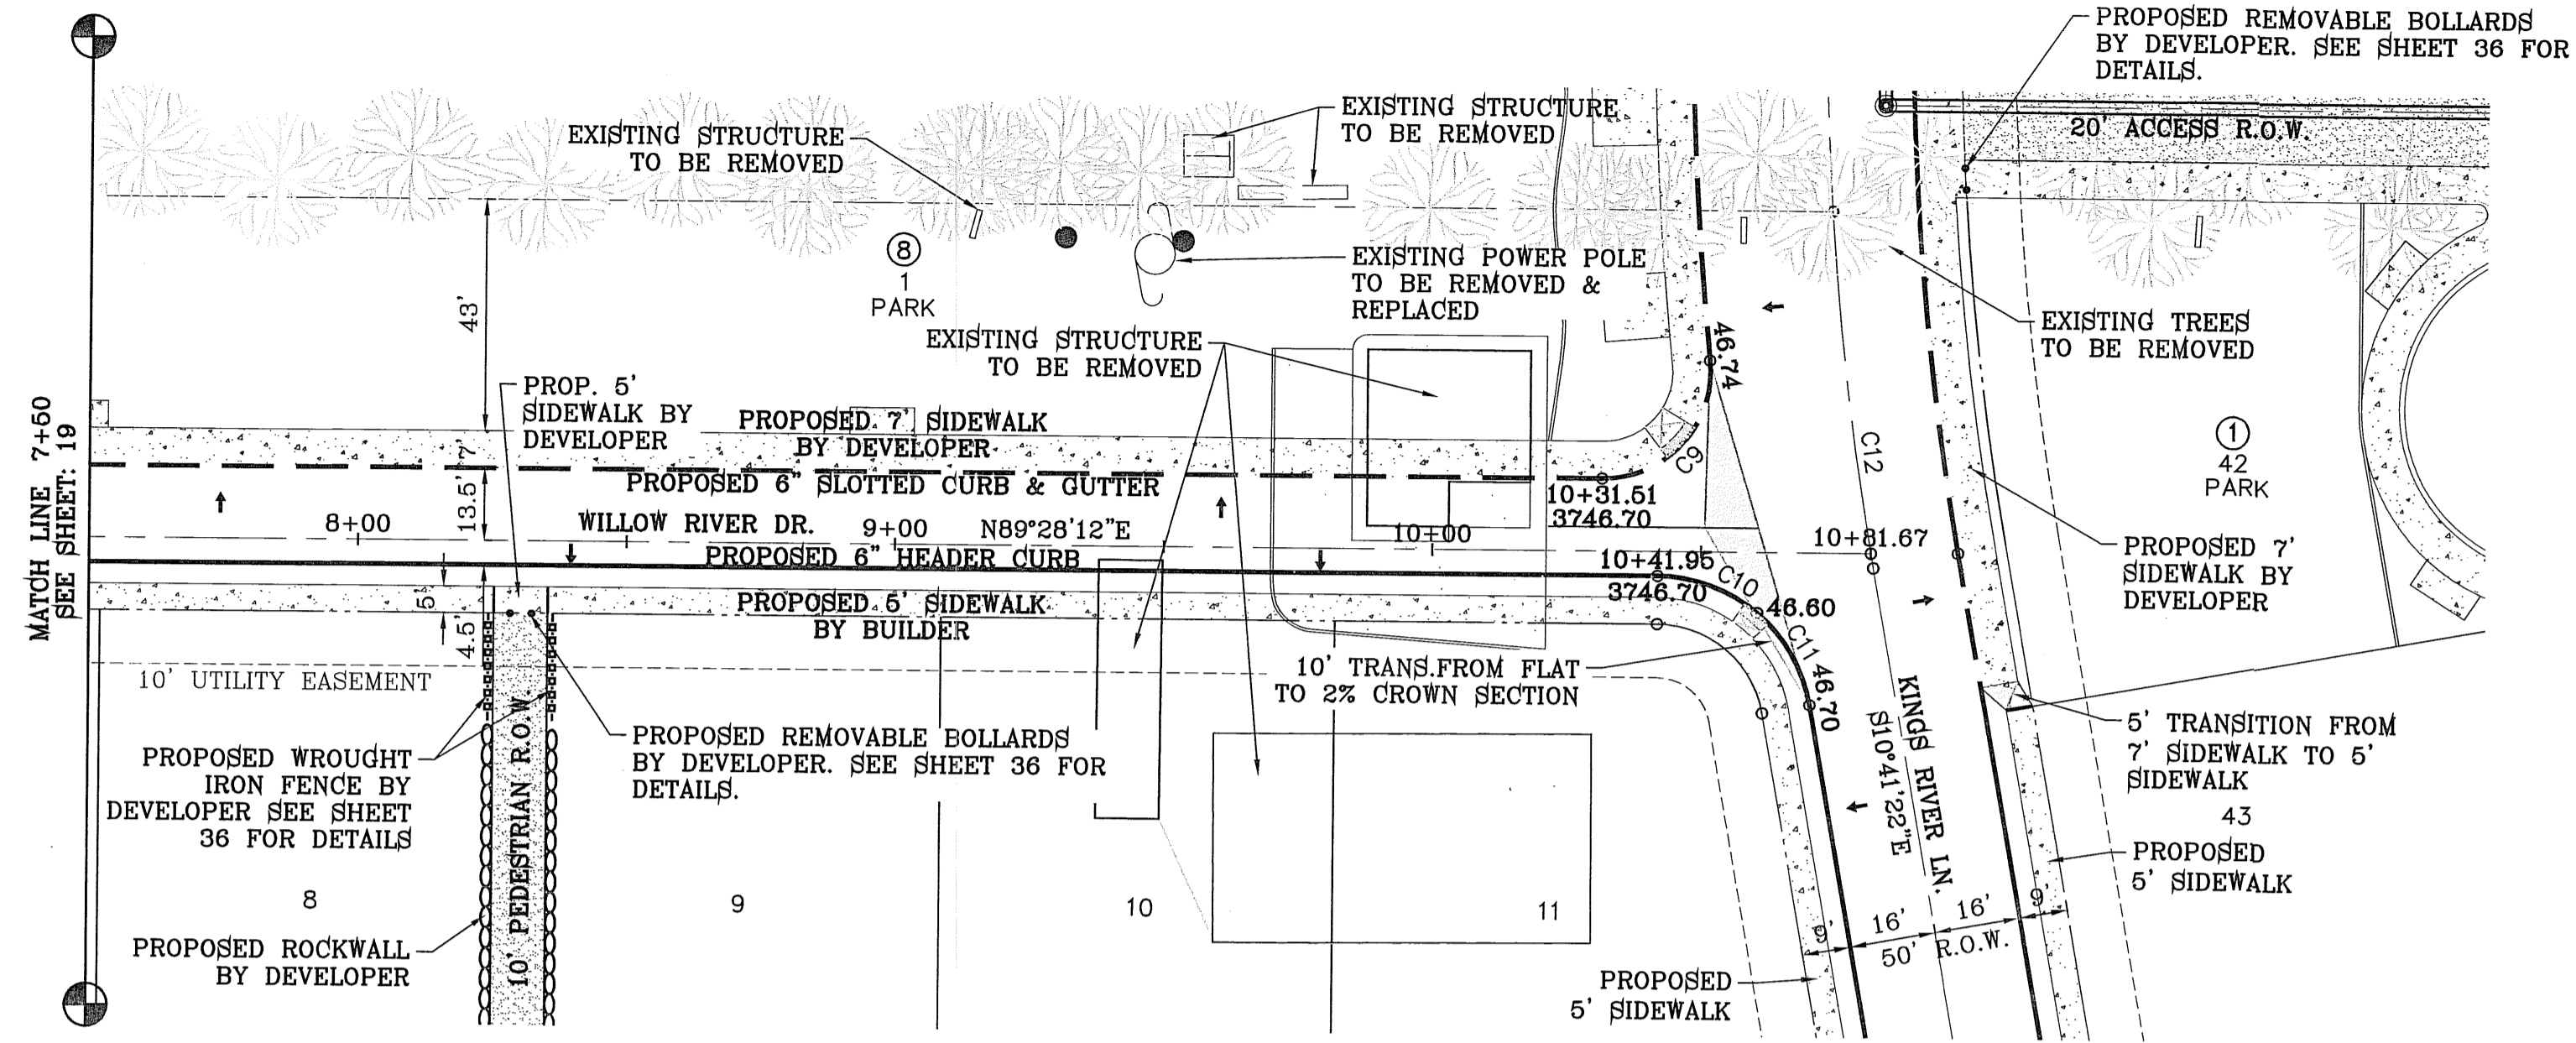 PROPOSED REMOVABLE BOLLARDS
BY DEVELOPER. SEE SHEET 36 FOR
DETAILS.
EXISTING STRUCTURE
TO BE REMOVED
EXISTING STRUCTURE
TO BE REMOVED
20' ACCESS R.O.W.
8
1
PARK
43'
EXISTING POWER POLE
TO BE REMOVED &
REPLACED
EXISTING STRUCTURE
TO BE REMOVED
46.74
EXISTING TREES
TO BE REMOVED
MATCH LINE 7+50
SEE SHEET: 19
PROP. 5'
SIDEWALK BY
DEVELOPER
PROPOSED 7' SIDEWALK
BY DEVELOPER
7'
13.5'
C9
C12
1
42
PARK
PROPOSED 6" SLOTTED CURB & GUTTER
10+31.51
3746.70
8+00
WILLOW RIVER DR.
9+00
N89°28'12"E
10+00
10+81.67
PROPOSED 6" HEADER CURB
10+41.95
3746.70
C10
46.60
C11
46.70
PROPOSED 7'
SIDEWALK BY
DEVELOPER
5'
4.5'
PROPOSED 5' SIDEWALK
BY BUILDER
10' UTILITY EASEMENT
10' TRANS.FROM FLAT
TO 2% CROWN SECTION
KINGS RIVER LN.
S10°41'22"E
5' TRANSITION FROM
7' SIDEWALK TO 5'
SIDEWALK
43
PROPOSED WROUGHT
IRON FENCE BY
DEVELOPER SEE SHEET
36 FOR DETAILS
10' PEDESTRIAN R.O.W.
PROPOSED REMOVABLE BOLLARDS
BY DEVELOPER. SEE SHEET 36 FOR
DETAILS.
PROPOSED
5' SIDEWALK
8
9
10
11
PROPOSED ROCKWALL
BY DEVELOPER
9'
16'
16'
9'
50' R.O.W.
PROPOSED
5' SIDEWALK